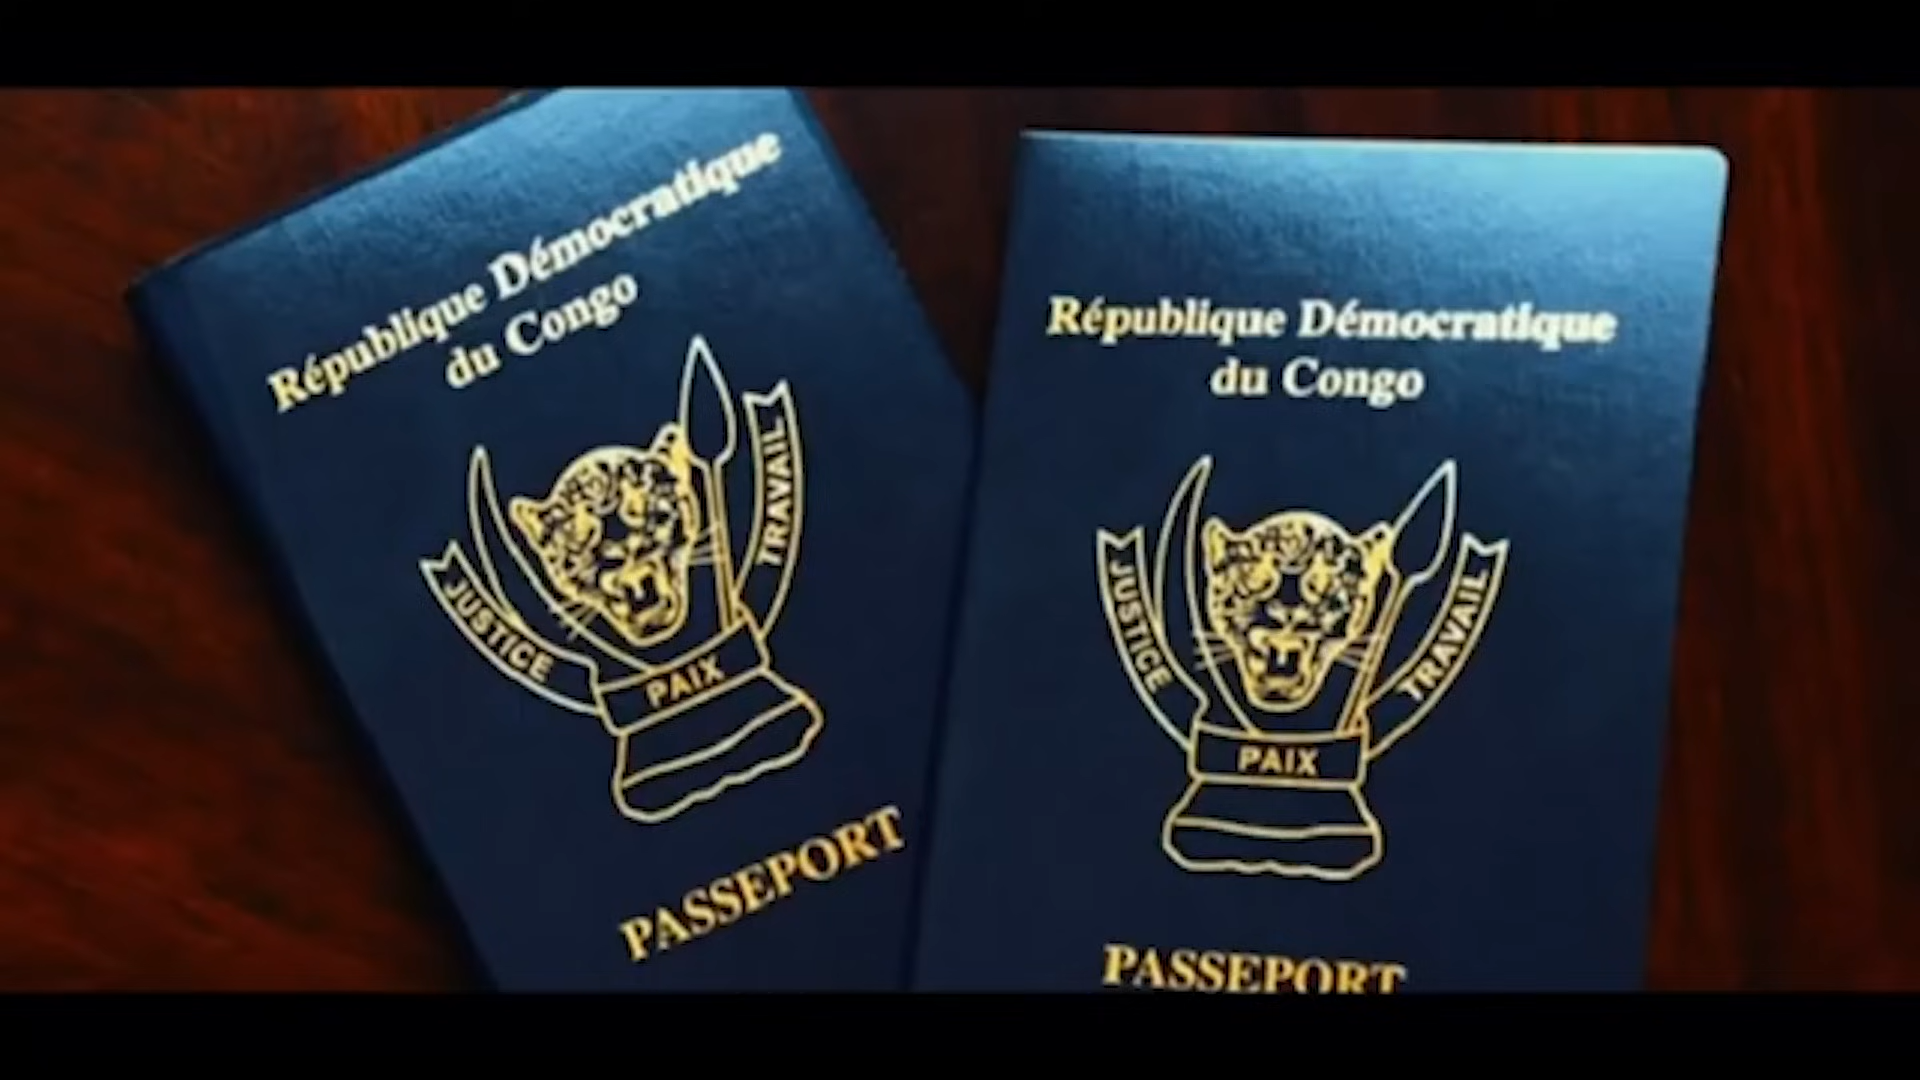 République Démocratique
du Congo
JUSTICE
PAIX
TRAVAIL
PASSEPORT
République Démocratique
du Congo
JUSTICE
PAIX
TRAVAIL
PASSEPORT